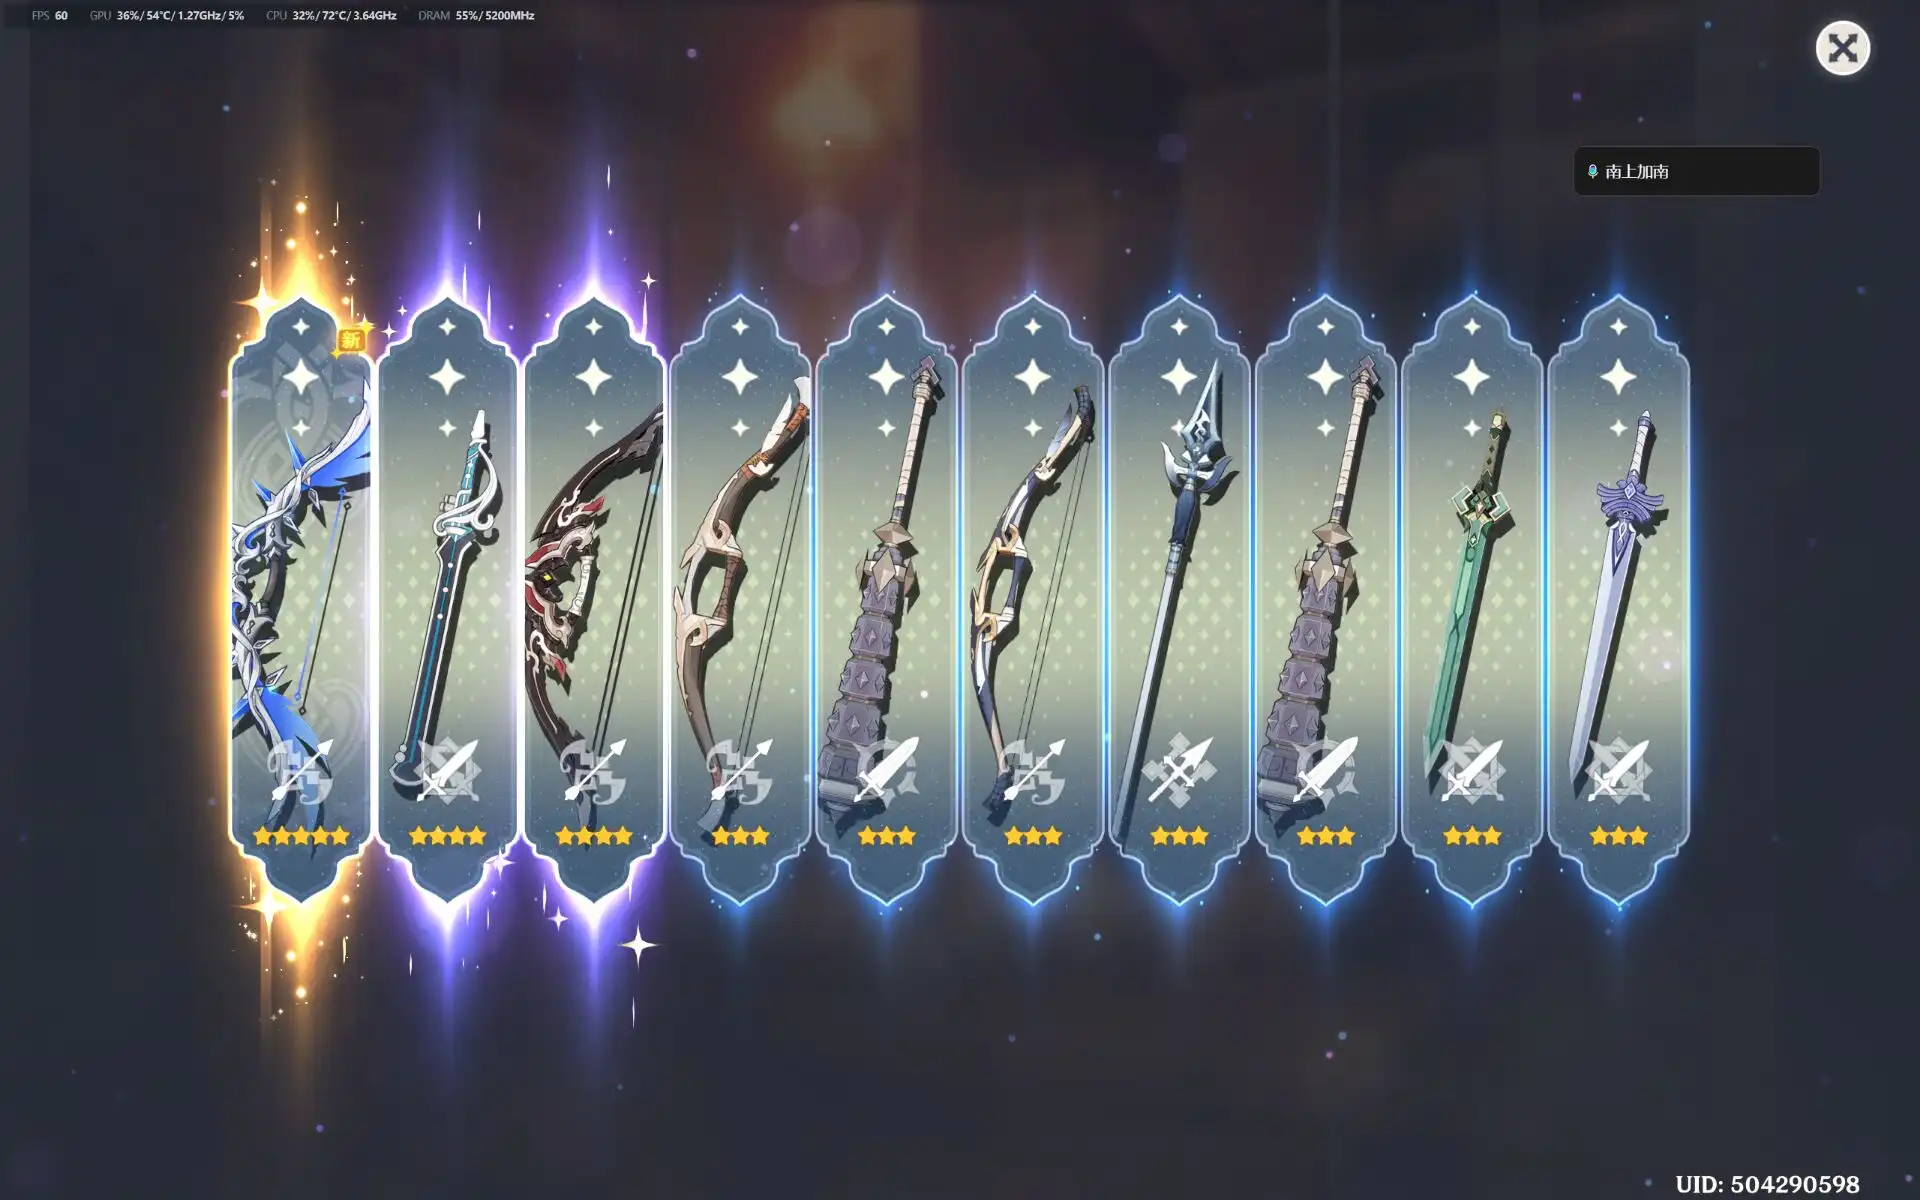 FPS 60 GPU 36%/54°C/1.27GHz/5% CPU 32%/72°C/3.64GHz DRAM 55%/5200MHz
南上加南
新
UID: 504290598